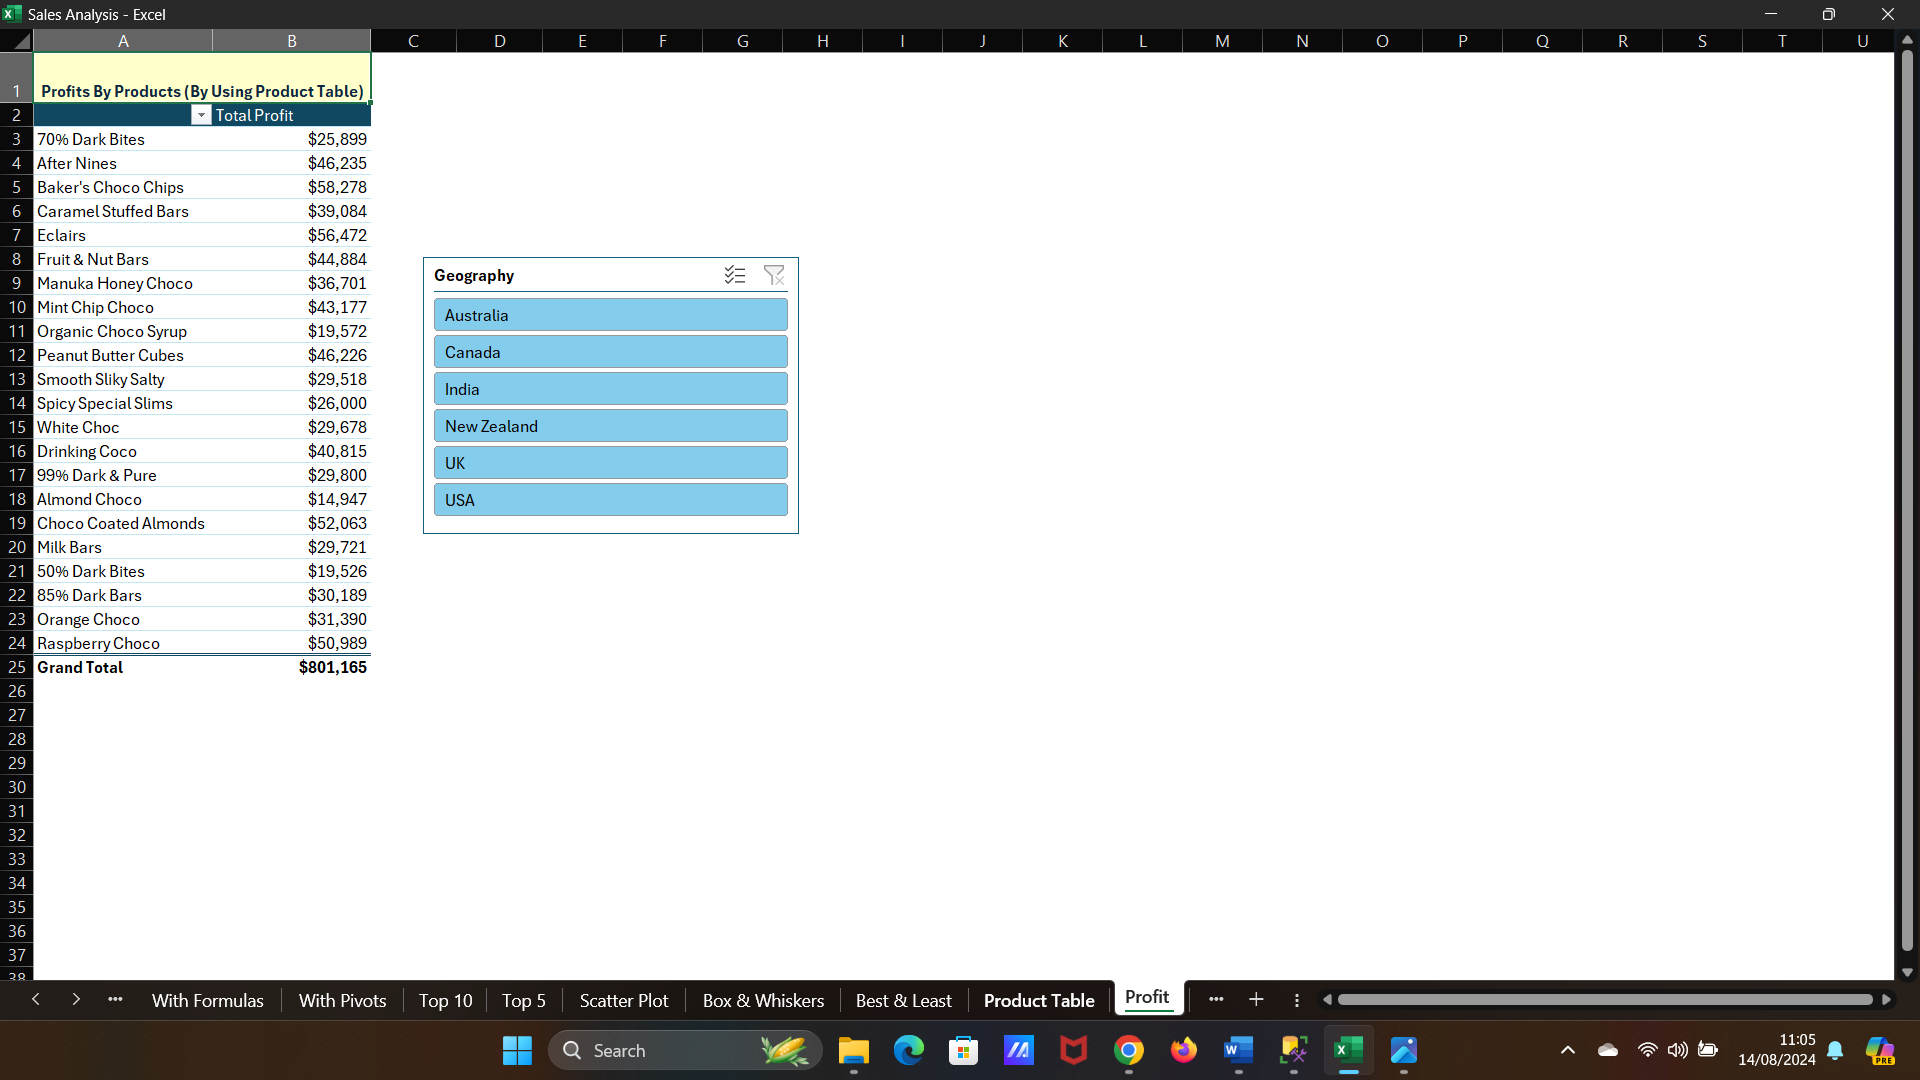 Sales Analysis - Excel
A B C D E F G H I J K L M N O P Q R S T U
1 Profits By Products (By Using Product Table)
2 Total Profit
3 70% Dark Bites $25,899
4 After Nines $46,235
5 Baker's Choco Chips $58,278
6 Caramel Stuffed Bars $39,084
7 Eclairs $56,472
8 Fruit & Nut Bars $44,884
9 Manuka Honey Choco $36,701
10 Mint Chip Choco $43,177
11 Organic Choco Syrup $19,572
12 Peanut Butter Cubes $46,226
13 Smooth Sliky Salty $29,518
14 Spicy Special Slims $26,000
15 White Choc $29,678
16 Drinking Coco $40,815
17 99% Dark & Pure $29,800
18 Almond Choco $14,947
19 Choco Coated Almonds $52,063
20 Milk Bars $29,721
21 50% Dark Bites $19,526
22 85% Dark Bars $30,189
23 Orange Choco $31,390
24 Raspberry Choco $50,989
25 Grand Total $801,165
26
27
28
29
30
31
32
33
34
35
36
37
38
Geography
Australia
Canada
India
New Zealand
UK
USA
With Formulas With Pivots Top 10 Top 5 Scatter Plot Box & Whiskers Best & Least Product Table Profit
Search
11:05
14/08/2024
PRE